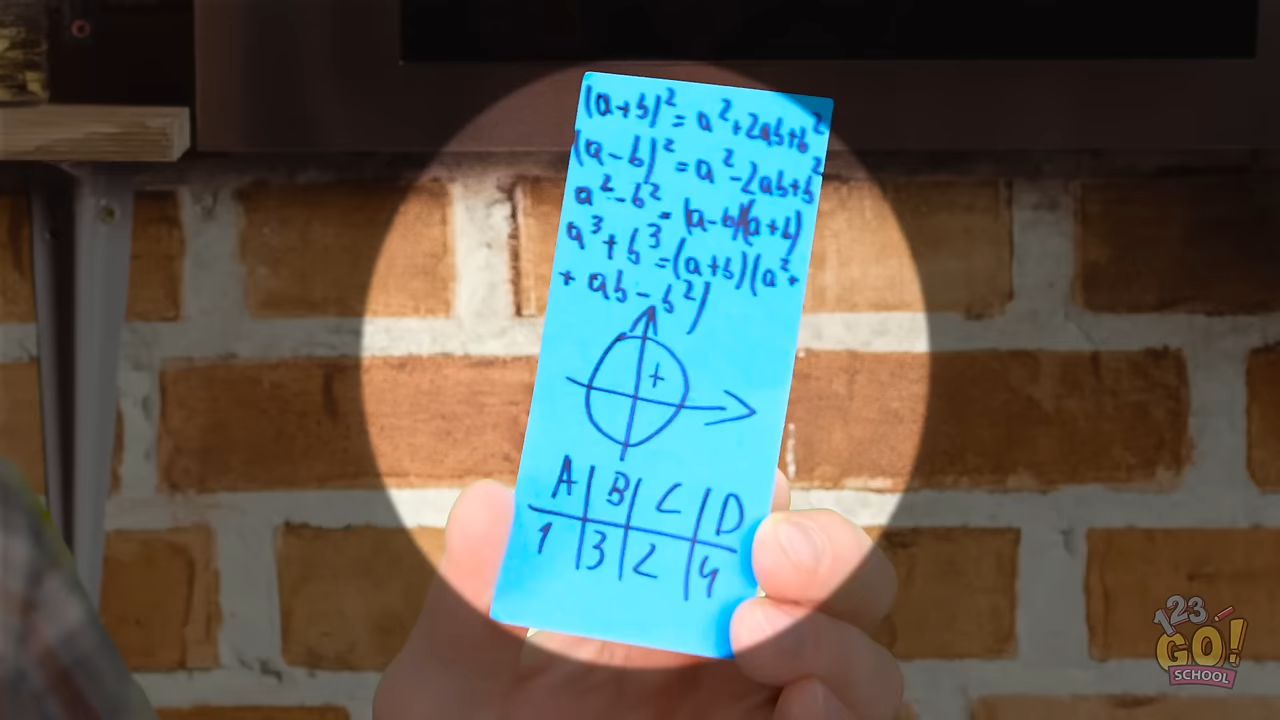 (a+b)² = a²+2ab+b²
(a-b)² = a²-2ab+b²
a²-b² = (a-b)(a+b)
a³+b³=(a+b)(a²+
+ ab-b²)
+
A | B | C | D
1 | 3 | 2 | 4
123
GO!
SCHOOL